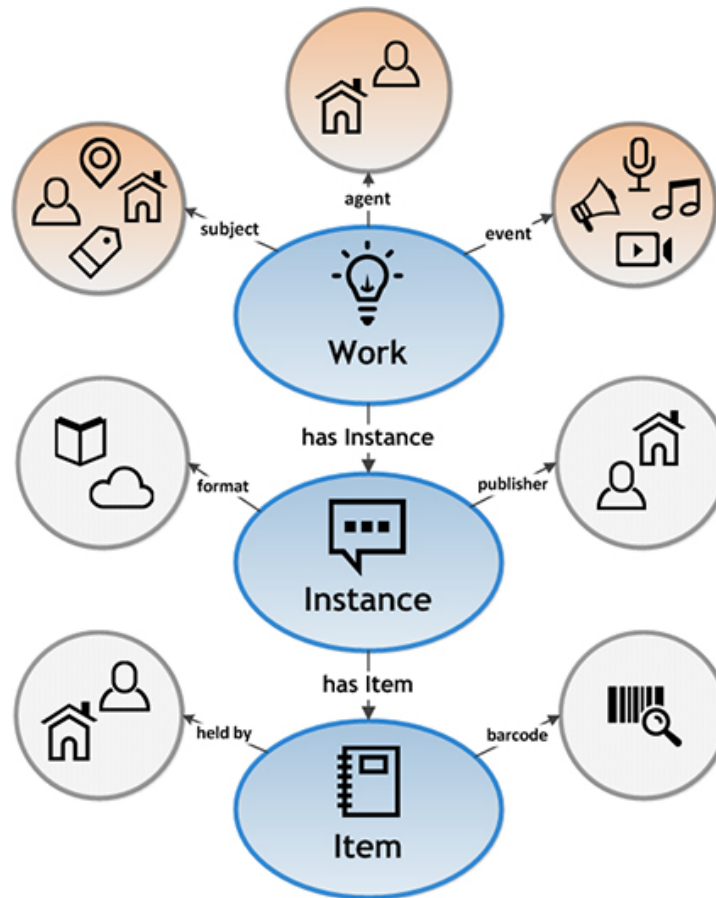 agent
subject
event
Work
has Instance
format
publisher
Instance
has Item
held by
barcode
Item